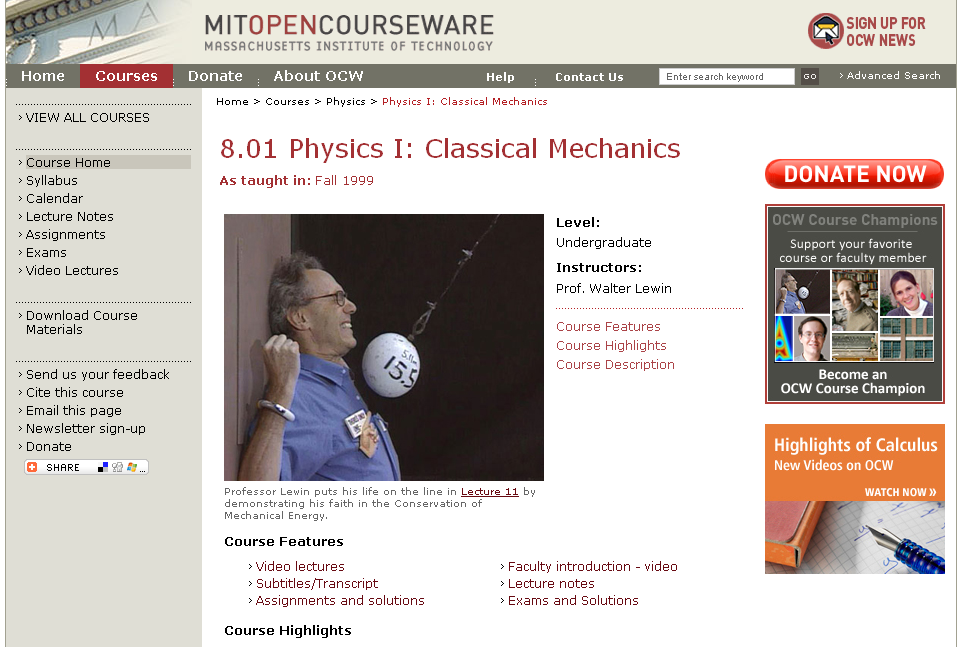 MITOPENCOURSEWARE
MASSACHUSETTS INSTITUTE OF TECHNOLOGY
SIGN UP FOR
OCW NEWS
Home
Courses
Donate
About OCW
Help
Contact Us
Enter search keyword
GO
› Advanced Search
› VIEW ALL COURSES
› Course Home
› Syllabus
› Calendar
› Lecture Notes
› Assignments
› Exams
› Video Lectures
› Download Course
Materials
› Send us your feedback
› Cite this course
› Email this page
› Newsletter sign-up
› Donate
SHARE ...
Home > Courses > Physics > Physics I: Classical Mechanics
8.01 Physics I: Classical Mechanics
As taught in: Fall 1999
15.5
Professor Lewin puts his life on the line in Lecture 11 by
demonstrating his faith in the Conservation of
Mechanical Energy.
Level:
Undergraduate
Instructors:
Prof. Walter Lewin
Course Features
Course Highlights
Course Description
Course Features
› Video lectures
› Subtitles/Transcript
› Assignments and solutions
› Faculty introduction - video
› Lecture notes
› Exams and Solutions
Course Highlights
DONATE NOW
OCW Course Champions
Support your favorite
course or faculty member
Become an
OCW Course Champion
Highlights of Calculus
New Videos on OCW
WATCH NOW »